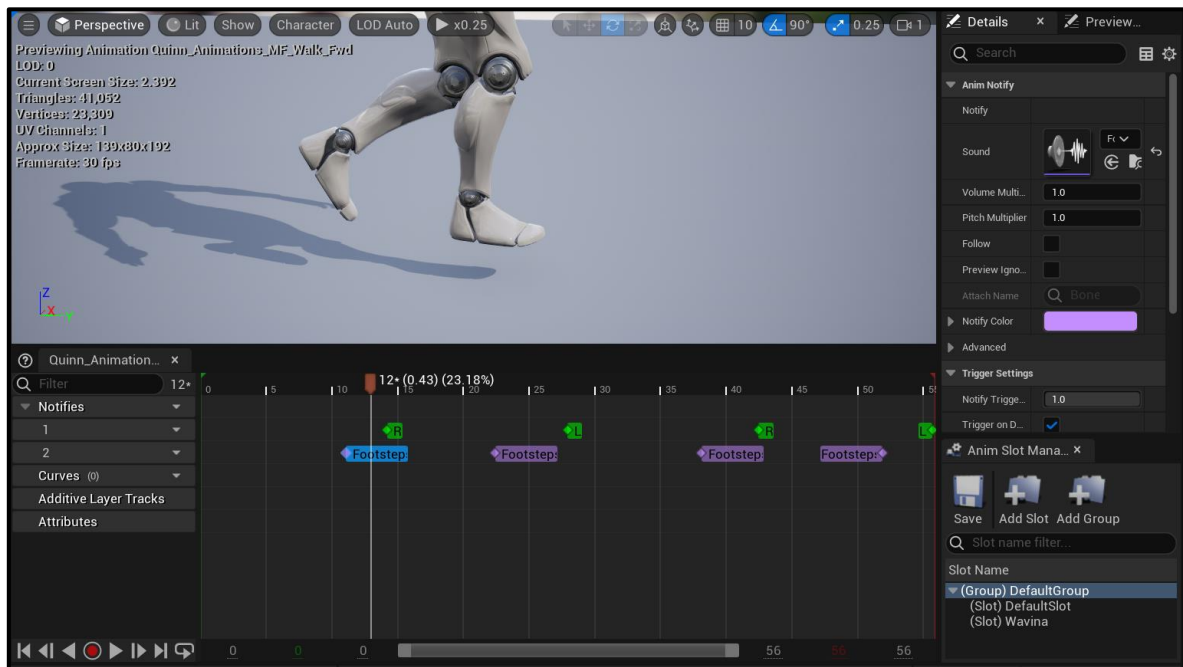 Perspective Lit Show Character LOD Auto x0.25 10 90° 0.25 1
Previewing Animation Quinn_Animations_MF_Walk_Fwd
LOD: 0
Current Screen Size: 2.392
Triangles: 41,052
Vertices: 23,309
UV Channels: 1
Approx Size: 139x80x192
Framerate: 30 fps
Z
X
Y
Details × Preview...
Search
Anim Notify
Notify
Sound
Volume Multi... 1.0
Pitch Multiplier 1.0
Follow
Preview Igno...
Attach Name Bone
Notify Color
Advanced
Trigger Settings
Notify Trigge... 1.0
Trigger on D...
Quinn_Animation... ×
Filter 12*
12* (0.43) (23.18%)
0 5 10 15 20 25 30 35 40 45 50
Notifies
1 R L R L
2 Footstep: Footstep: Footstep: Footstep:
Curves (0)
Additive Layer Tracks
Attributes
0 0 0 56 56 56
Anim Slot Mana... ×
Save Add Slot Add Group
Slot name filter...
Slot Name
(Group) DefaultGroup
(Slot) DefaultSlot
(Slot) Wavina